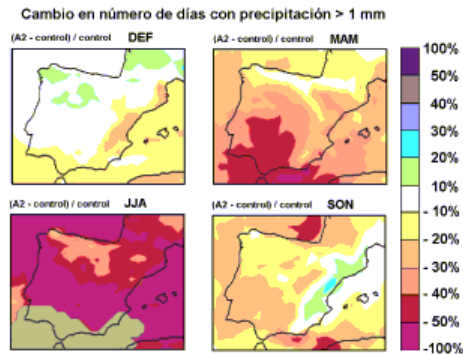 Cambio en número de días con precipitación > 1 mm
(A2 - control) / control DEF
(A2 - control) / control MAM
(A2 - control) / control JJA
(A2 - control) / control SON
100%
50%
40%
30%
20%
10%
- 10%
- 20%
- 30%
- 40%
- 50%
-100%